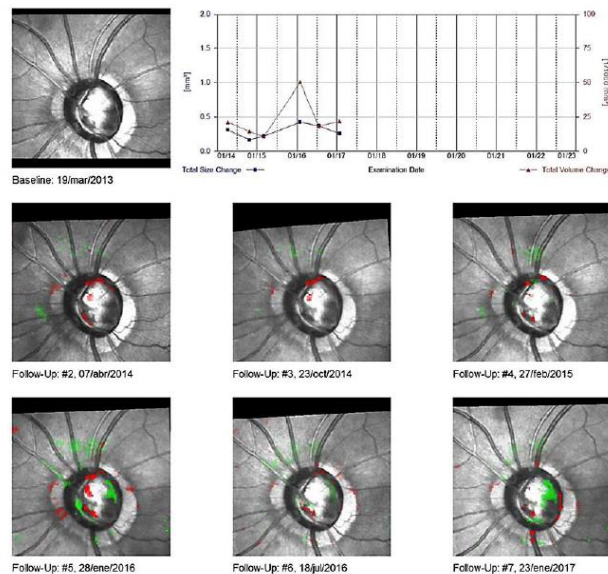 2.0
1.5
1.0
0.5
0.0
[mm²]
100
75
50
25
0
01/14
01/15
01/16
01/17
01/18
01/19
01/20
01/21
01/22
01/23
Total Size Change
Examination Date
Total Volume Change
Baseline: 19/mar/2013
Follow-Up: #2, 07/abr/2014
Follow-Up: #3, 23/oct/2014
Follow-Up: #4, 27/feb/2015
Follow-Up: #5, 28/ene/2016
Follow-Up: #6, 18/jul/2016
Follow-Up: #7, 23/ene/2017